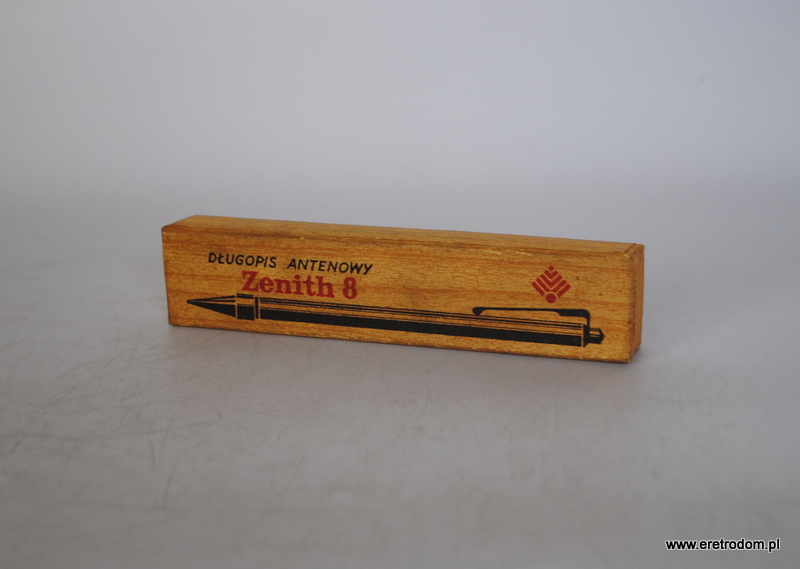 DŁUGOPIS ANTENOWY
Zenith 8
www.eretrodom.pl